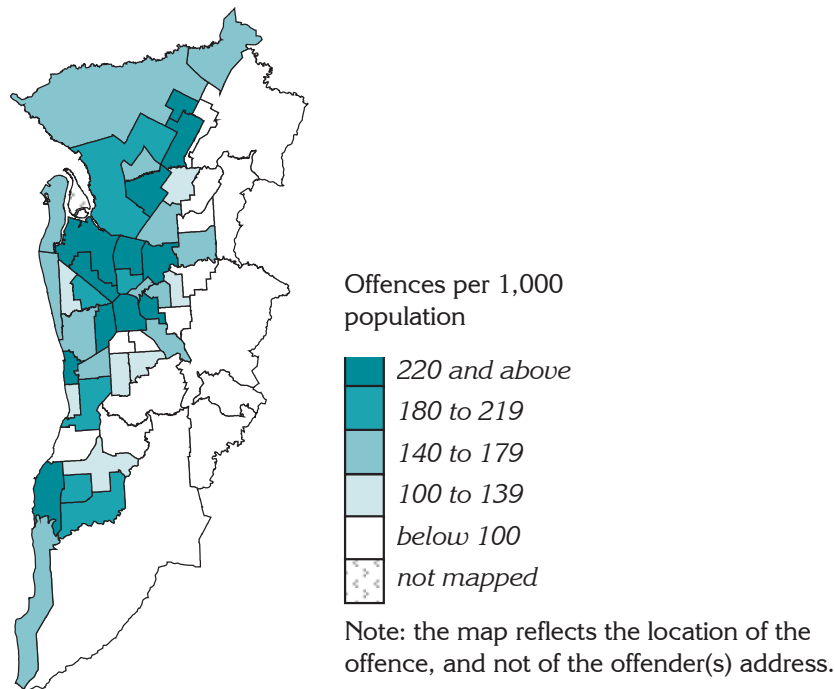 Offences per 1,000
population
220 and above
180 to 219
140 to 179
100 to 139
below 100
not mapped
Note: the map reflects the location of the
offence, and not of the offender(s) address.